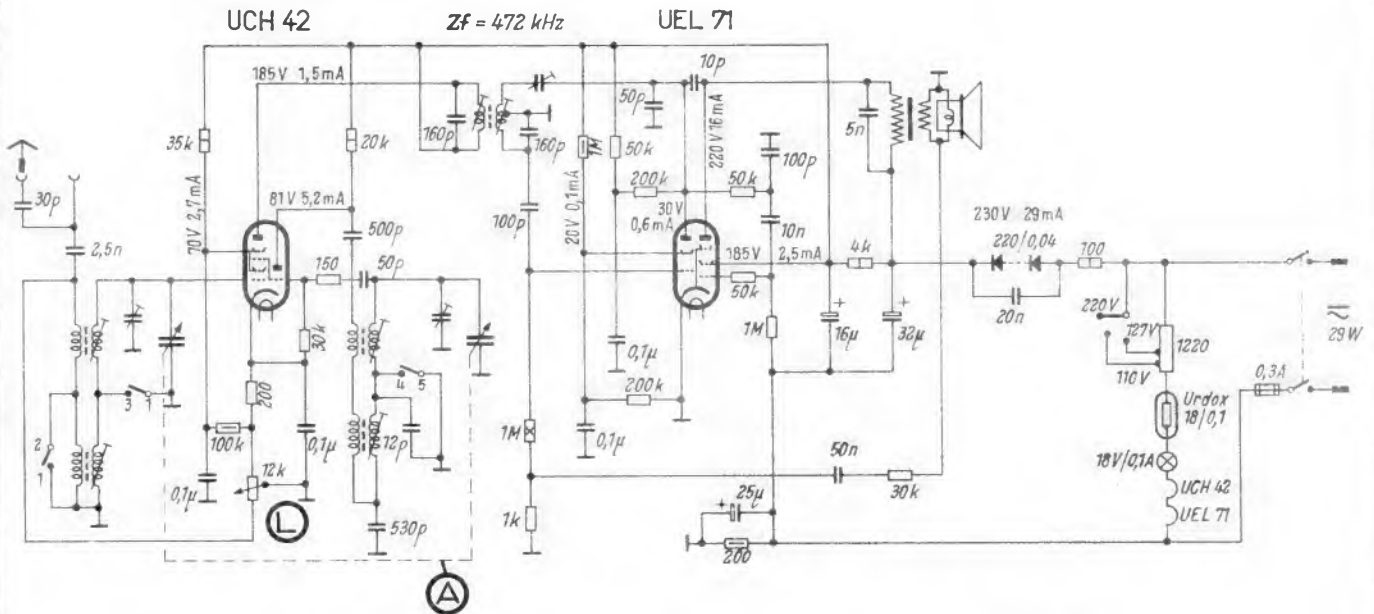 UCH 42
Zf = 472 kHz
UEL 71
185 V 1,5 mA
10p
35k
20k
160p
160p
1M
50k
50p
220V 16mA
5n
100p
30p
2,5n
70V 2,7mA
81V 5,2mA
500p
150
50p
100p
20V 0,1mA
200k
50k
30V
0,6mA
10n
185V
2,5mA
50k
4k
230V 29mA
220/0,04
100
20n
220V
127V
110V
1220
29W
0,3A
Urdox
18/0,1
18V/0,1A
UCH 42
UEL 71
30k
200
100k
0,1µ
12k
0,1µ
L
A
3
1
2
1
4
5
12p
530p
1M
1k
0,1µ
0,1µ
200k
1M
16µ
32µ
+
+
50n
30k
+
25µ
200